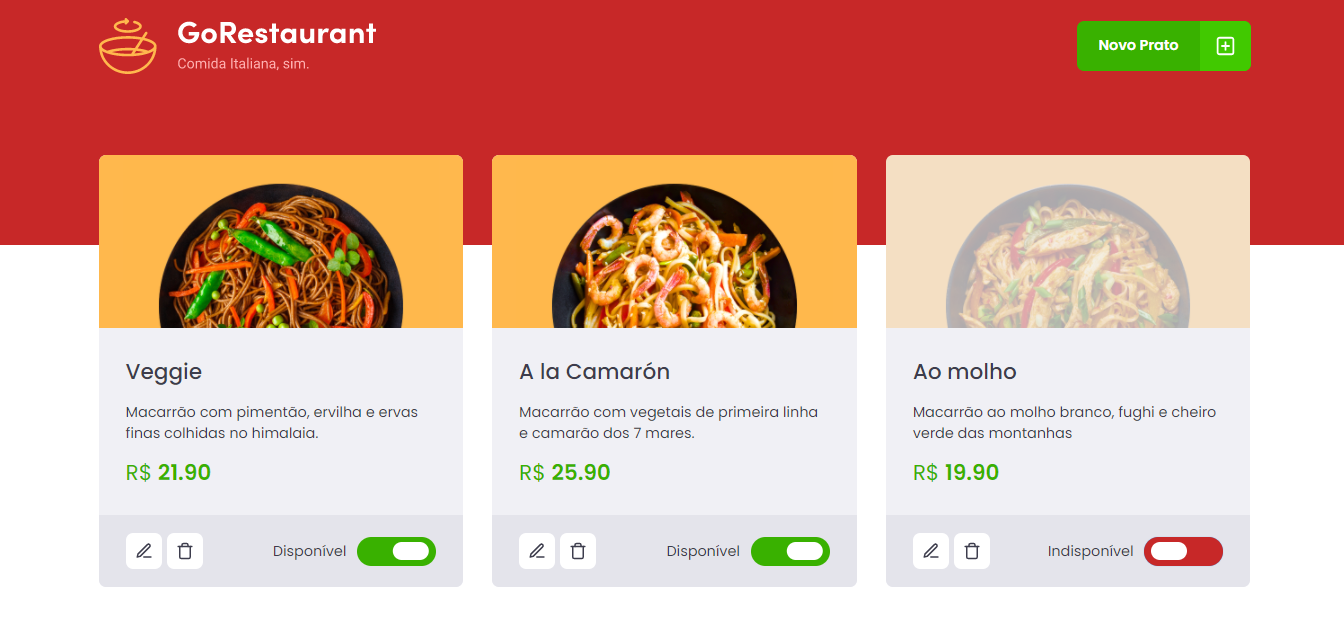 GoRestaurant
Comida Italiana, sim.
Novo Prato
Veggie
Macarrão com pimentão, ervilha e ervas
finas colhidas no himalaia.
R$ 21.90
Disponível
A la Camarón
Macarrão com vegetais de primeira linha
e camarão dos 7 mares.
R$ 25.90
Disponível
Ao molho
Macarrão ao molho branco, fughi e cheiro
verde das montanhas
R$ 19.90
Indisponível